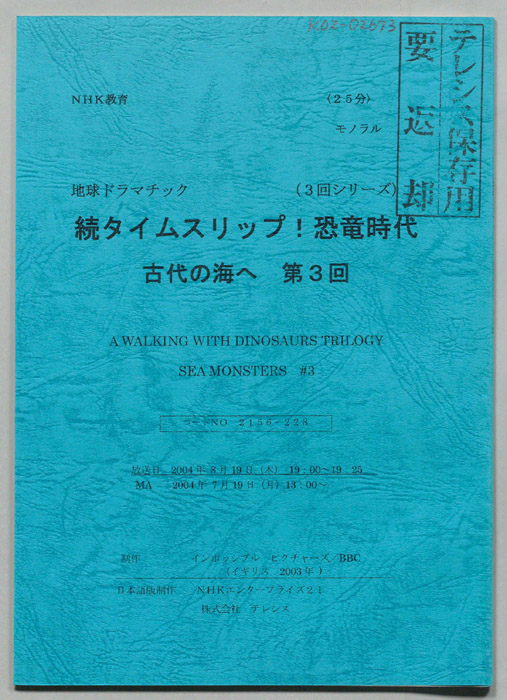 N02-02673
テレシス保存用
要返却
NHK教育 〈25分〉
モノラル
地球ドラマチック (3回シリーズ)
続タイムスリップ！恐竜時代
古代の海へ 第3回
A WALKING WITH DINOSAURS TRILOGY
SEA MONSTERS #3
コードNO 2156-228
放送日 2004年8月19日（木） 19：00～19：25
MA 2004年7月19日（月）13：00～
制作 インポッシブル ピクチャーズ／BBC
（イギリス 2003年）
日本語版制作 NHKエンタープライズ21
株式会社 テレシス